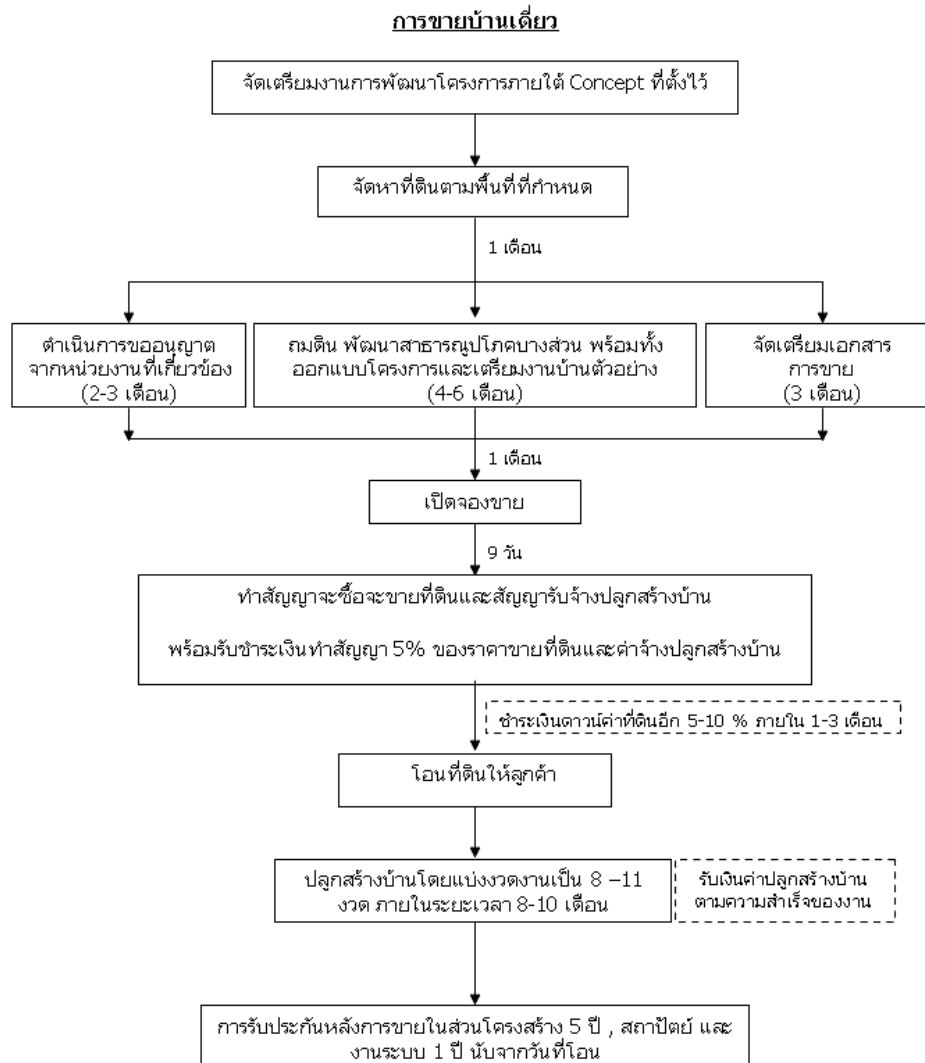 การขายบ้านเดี่ยว
จัดเตรียมงานการพัฒนาโครงการภายใต้ Concept ที่ตั้งไว้
จัดหาที่ดินตามพื้นที่ที่กำหนด
1 เดือน
ดำเนินการขออนุญาต
จากหน่วยงานที่เกี่ยวข้อง
(2-3 เดือน)
ถมดิน พัฒนาสาธารณูปโภคบางส่วน พร้อมทั้ง
ออกแบบโครงการและเตรียมงานบ้านตัวอย่าง
(4-6 เดือน)
จัดเตรียมเอกสาร
การขาย
(3 เดือน)
1 เดือน
เปิดจองขาย
9 วัน
ทำสัญญาจะซื้อจะขายที่ดินและสัญญารับจ้างปลูกสร้างบ้าน
พร้อมรับชำระเงินทำสัญญา 5% ของราคาขายที่ดินและค่าจ้างปลูกสร้างบ้าน
ชำระเงินดาวน์ค่าที่ดินอีก 5-10 % ภายใน 1-3 เดือน
โอนที่ดินให้ลูกค้า
ปลูกสร้างบ้านโดยแบ่งงวดงานเป็น 8 –11
งวด ภายในระยะเวลา 8-10 เดือน
รับเงินค่าปลูกสร้างบ้าน
ตามความสำเร็จของงาน
การรับประกันหลังการขายในส่วนโครงสร้าง 5 ปี , สถาปัตย์ และ
งานระบบ 1 ปี นับจากวันที่โอน